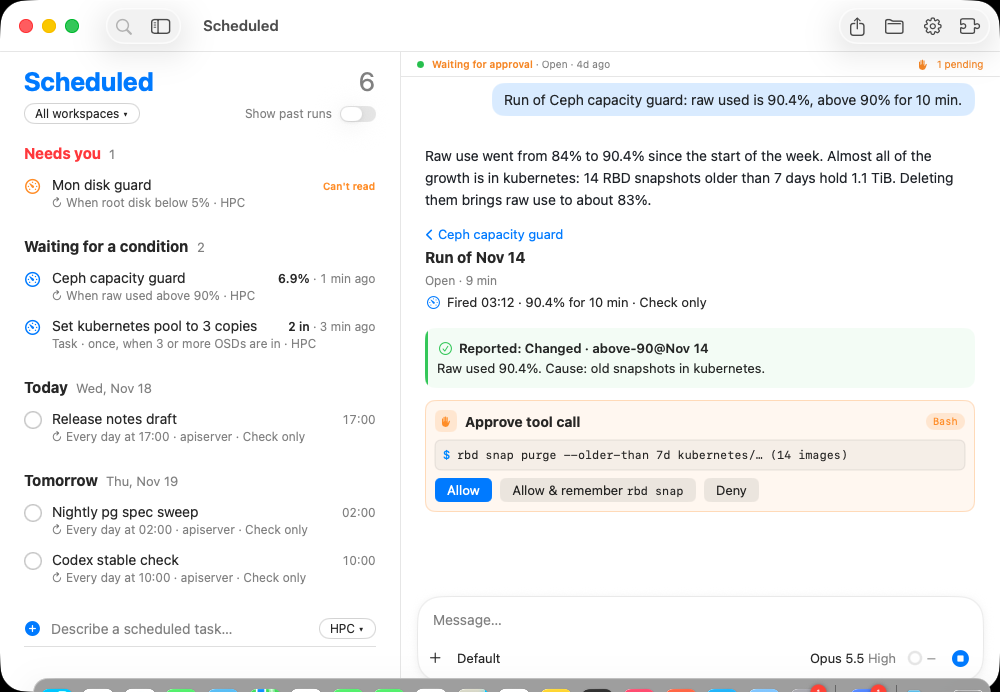 Scheduled
Scheduled 6
All workspaces
Show past runs
Needs you 1
Mon disk guard Can't read
When root disk below 5% · HPC
Waiting for a condition 2
Ceph capacity guard 6.9% · 1 min ago
When raw used above 90% · HPC
Set kubernetes pool to 3 copies 2 in · 3 min ago
Task · once, when 3 or more OSDs are in · HPC
Today Wed, Nov 18
Release notes draft 17:00
Every day at 17:00 · apiserver · Check only
Tomorrow Thu, Nov 19
Nightly pg spec sweep 02:00
Every day at 02:00 · apiserver · Check only
Codex stable check 10:00
Every day at 10:00 · apiserver · Check only
Describe a scheduled task… HPC
Waiting for approval · Open · 4d ago 1 pending
Run of Ceph capacity guard: raw used is 90.4%, above 90% for 10 min.
Raw use went from 84% to 90.4% since the start of the week. Almost all of the
growth is in kubernetes: 14 RBD snapshots older than 7 days hold 1.1 TiB. Deleting
them brings raw use to about 83%.
Ceph capacity guard
Run of Nov 14
Open · 9 min
Fired 03:12 · 90.4% for 10 min · Check only
Reported: Changed · above-90@Nov 14
Raw used 90.4%. Cause: old snapshots in kubernetes.
Approve tool call Bash
$ rbd snap purge --older-than 7d kubernetes/… (14 images)
Allow Allow & remember rbd snap Deny
Message…
+ Default Opus 5.5 High –